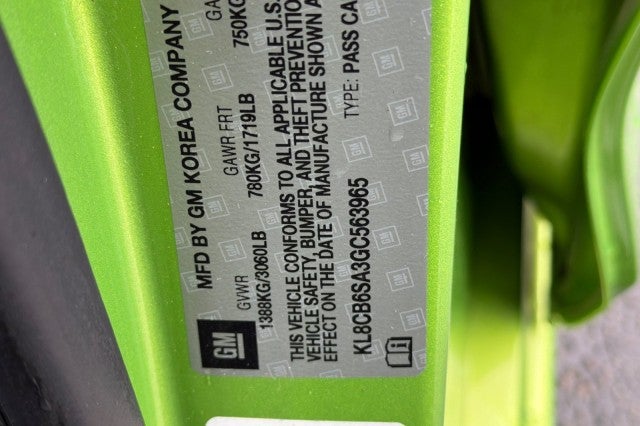 MFD BY GM KOREA COMPANY
GVWR GAWR FRT GA
1388KG/3060LB 780KG/1719LB 750KG
THIS VEHICLE CONFORMS TO ALL APPLICABLE U.S.
VEHICLE SAFETY, BUMPER, AND THEFT PREVENTION
EFFECT ON THE DATE OF MANUFACTURE SHOWN A
KL8CB6SA3GC563965 TYPE: PASS CA
GM